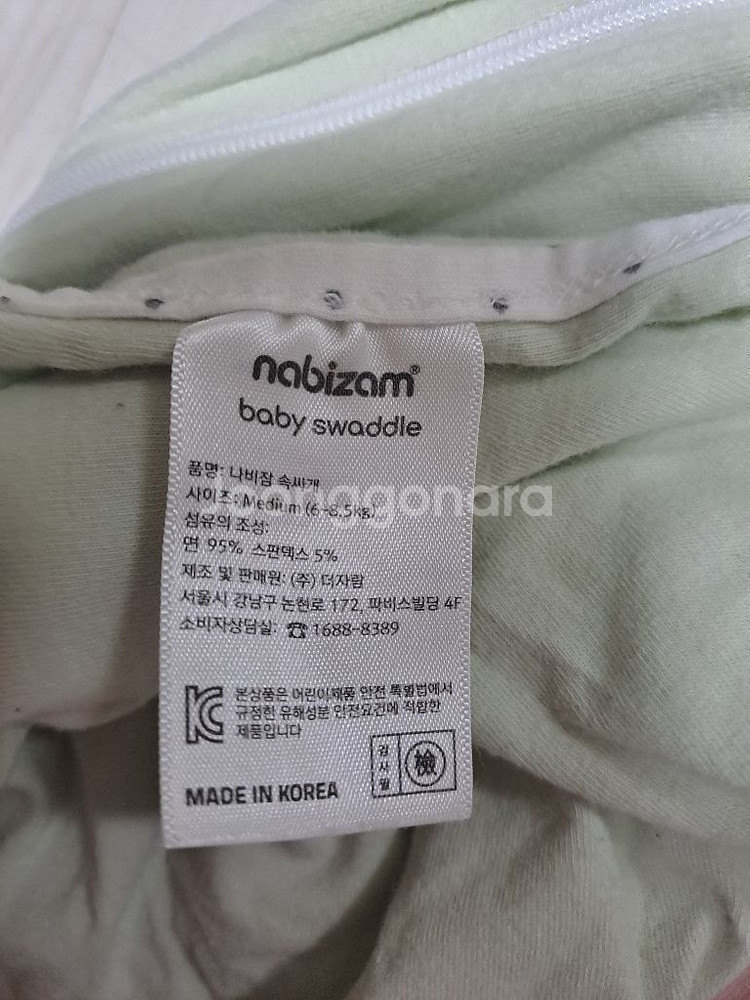 nabizam®
baby swaddle
품명: 나비잠 속싸개
사이즈: Medium (6~8.5kg)
joonggonara
섬유의 조성:
면 95% 스판덱스 5%
제조 및 판매원: (주) 더자람
서울시 강남구 논현로 172, 파비스빌딩 4F
소비자상담실: ☎ 1688-8389
본상품은 어린이제품 안전 특별법에서
규정한 유해성분 안전요건에 적합한
제품입니다
검사필 檢
MADE IN KOREA